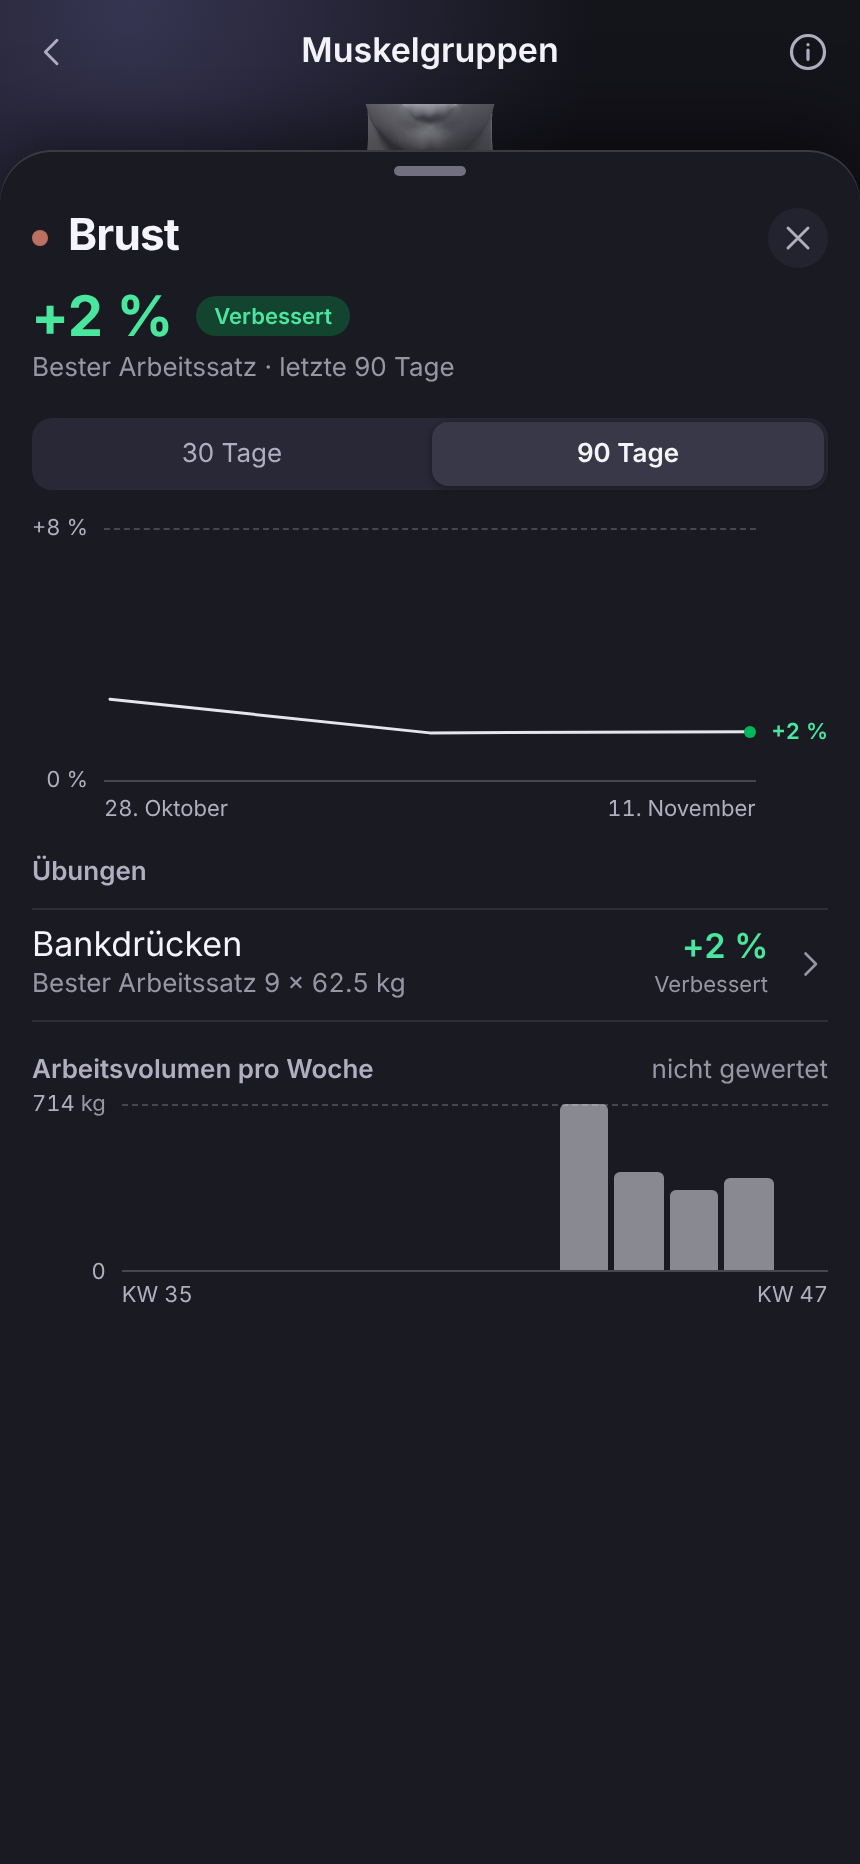 Muskelgruppen
Brust
+2 % Verbessert
Bester Arbeitssatz · letzte 90 Tage
30 Tage 90 Tage
+8 %
+2 %
0 %
28. Oktober 11. November
Übungen
Bankdrücken +2 %
Bester Arbeitssatz 9 × 62.5 kg Verbessert
Arbeitsvolumen pro Woche nicht gewertet
714 kg
0
KW 35 KW 47